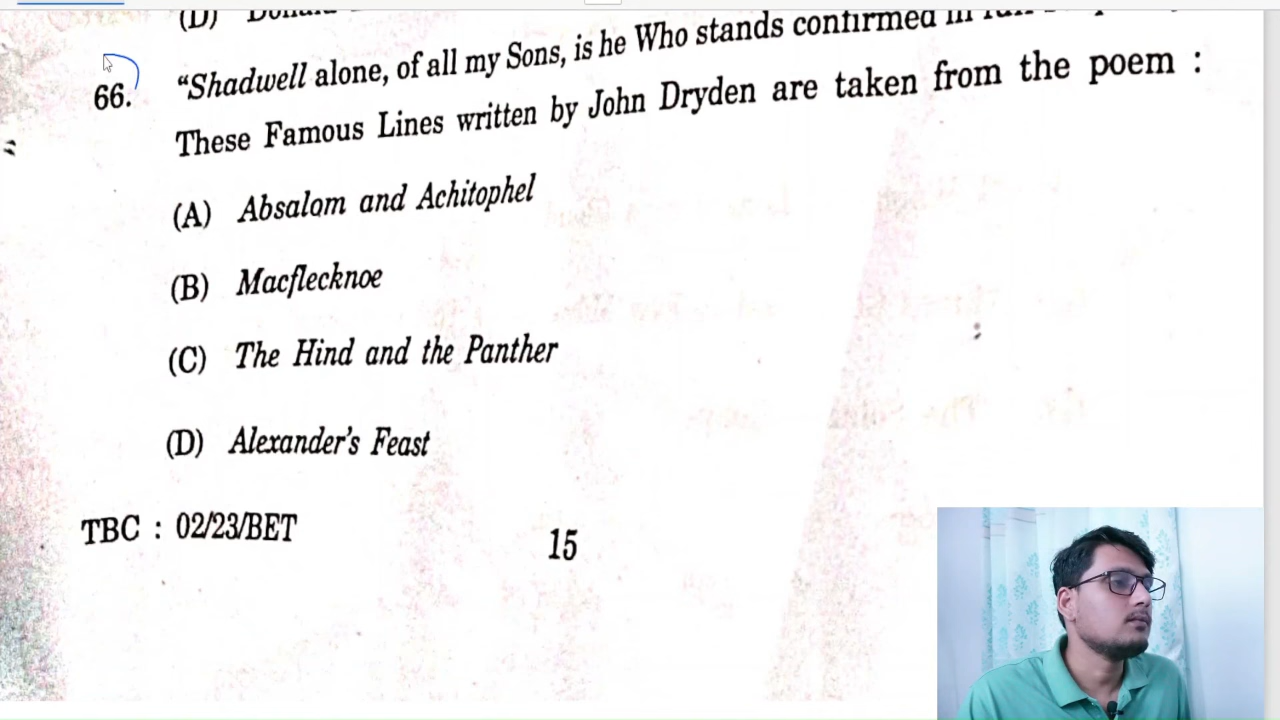 (D)
66. “Shadwell alone, of all my Sons, is he Who stands confirmed in full
These Famous Lines written by John Dryden are taken from the poem :
(A) Absalom and Achitophel
(B) Macflecknoe
(C) The Hind and the Panther
(D) Alexander’s Feast
TBC : 02/23/BET
15